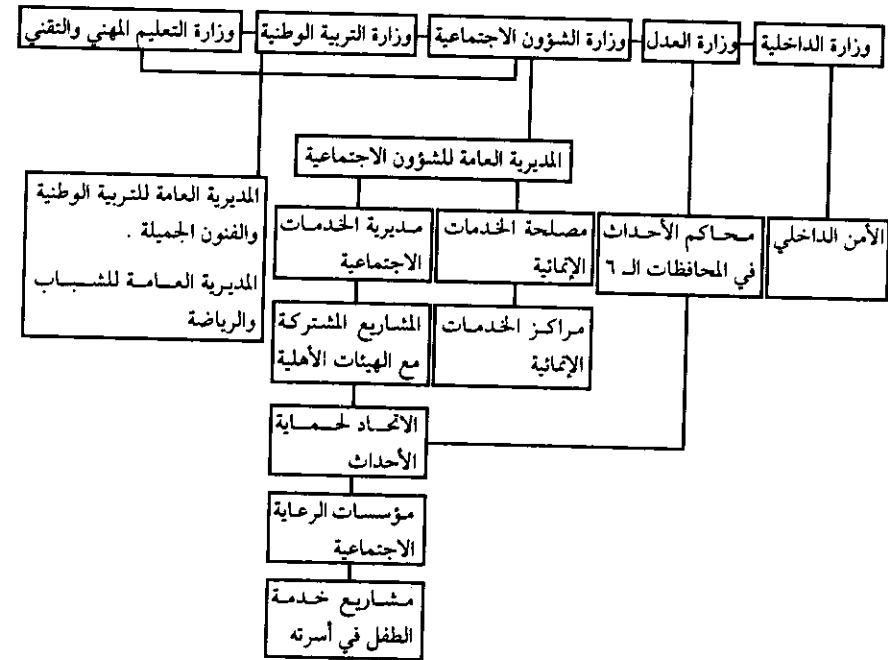 وزارة الداخلية
وزارة العدل
وزارة الشؤون الاجتماعية
وزارة التربية الوطنية
وزارة التعليم المهني والتقني
المديرية العامة للشؤون الاجتماعية
الأمن الداخلي
محاكم الأحداث
في المحافظات الـ ٦
مصلحة الخدمات
الإنمائية
مديرية الخدمات
الاجتماعية
المديرية العامة للتربية الوطنية
والفنون الجميلة .
المديرية العامة للشباب
والرياضة
مراكز الخدمات
الإنمائية
المشاريع المشتركة
مع الهيئات الأهلية
الاتحاد لحماية
الأحداث
مؤسسات الرعاية
الاجتماعية
مشاريع خدمة
الطفل في أسرته